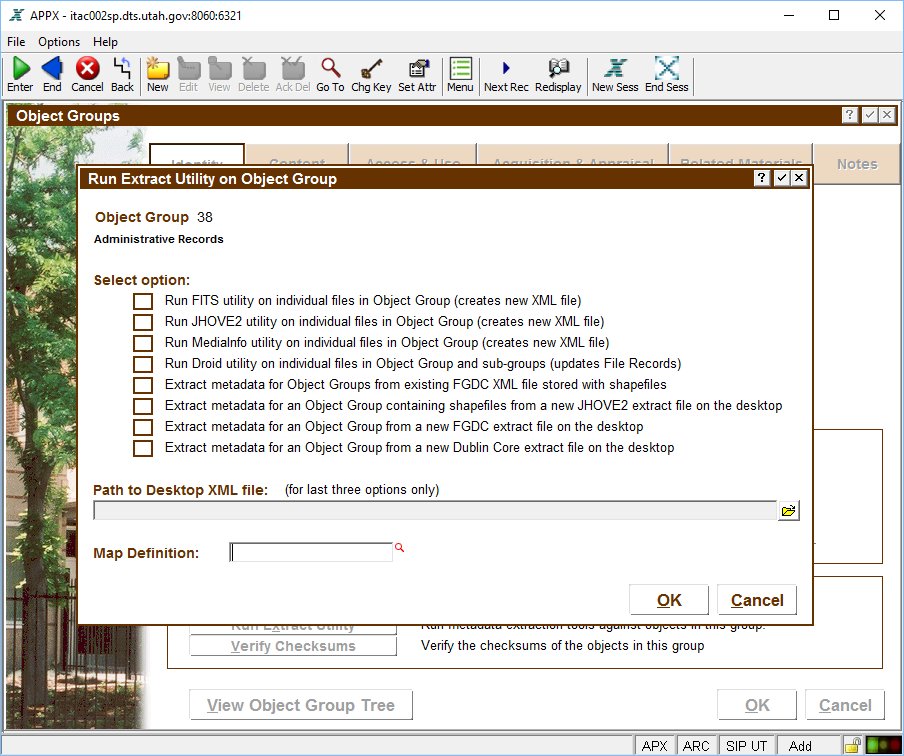 APPX - itac002sp.dts.utah.gov:8060:6321
File Options Help
Enter End Cancel Back New Edit View Delete Ack Del Go To Chg Key Set Attr Menu Next Rec Redisplay New Sess End Sess
Object Groups
Identity Content Access & Use Acquisition & Appraisal Related Materials Notes
Run Extract Utility on Object Group
Object Group 38
Administrative Records
Select option:
Run FITS utility on individual files in Object Group (creates new XML file)
Run JHOVE2 utility on individual files in Object Group (creates new XML file)
Run MediaInfo utility on individual files in Object Group (creates new XML file)
Run Droid utility on individual files in Object Group and sub-groups (updates File Records)
Extract metadata for Object Groups from existing FGDC XML file stored with shapefiles
Extract metadata for an Object Group containing shapefiles from a new JHOVE2 extract file on the desktop
Extract metadata for an Object Group from a new FGDC extract file on the desktop
Extract metadata for an Object Group from a new Dublin Core extract file on the desktop
Path to Desktop XML file: (for last three options only)
Map Definition:
OK Cancel
Run Extract Utility Run metadata extraction tools against objects in this group.
Verify Checksums Verify the checksums of the objects in this group
View Object Group Tree OK Cancel
APX ARC SIP UT Add